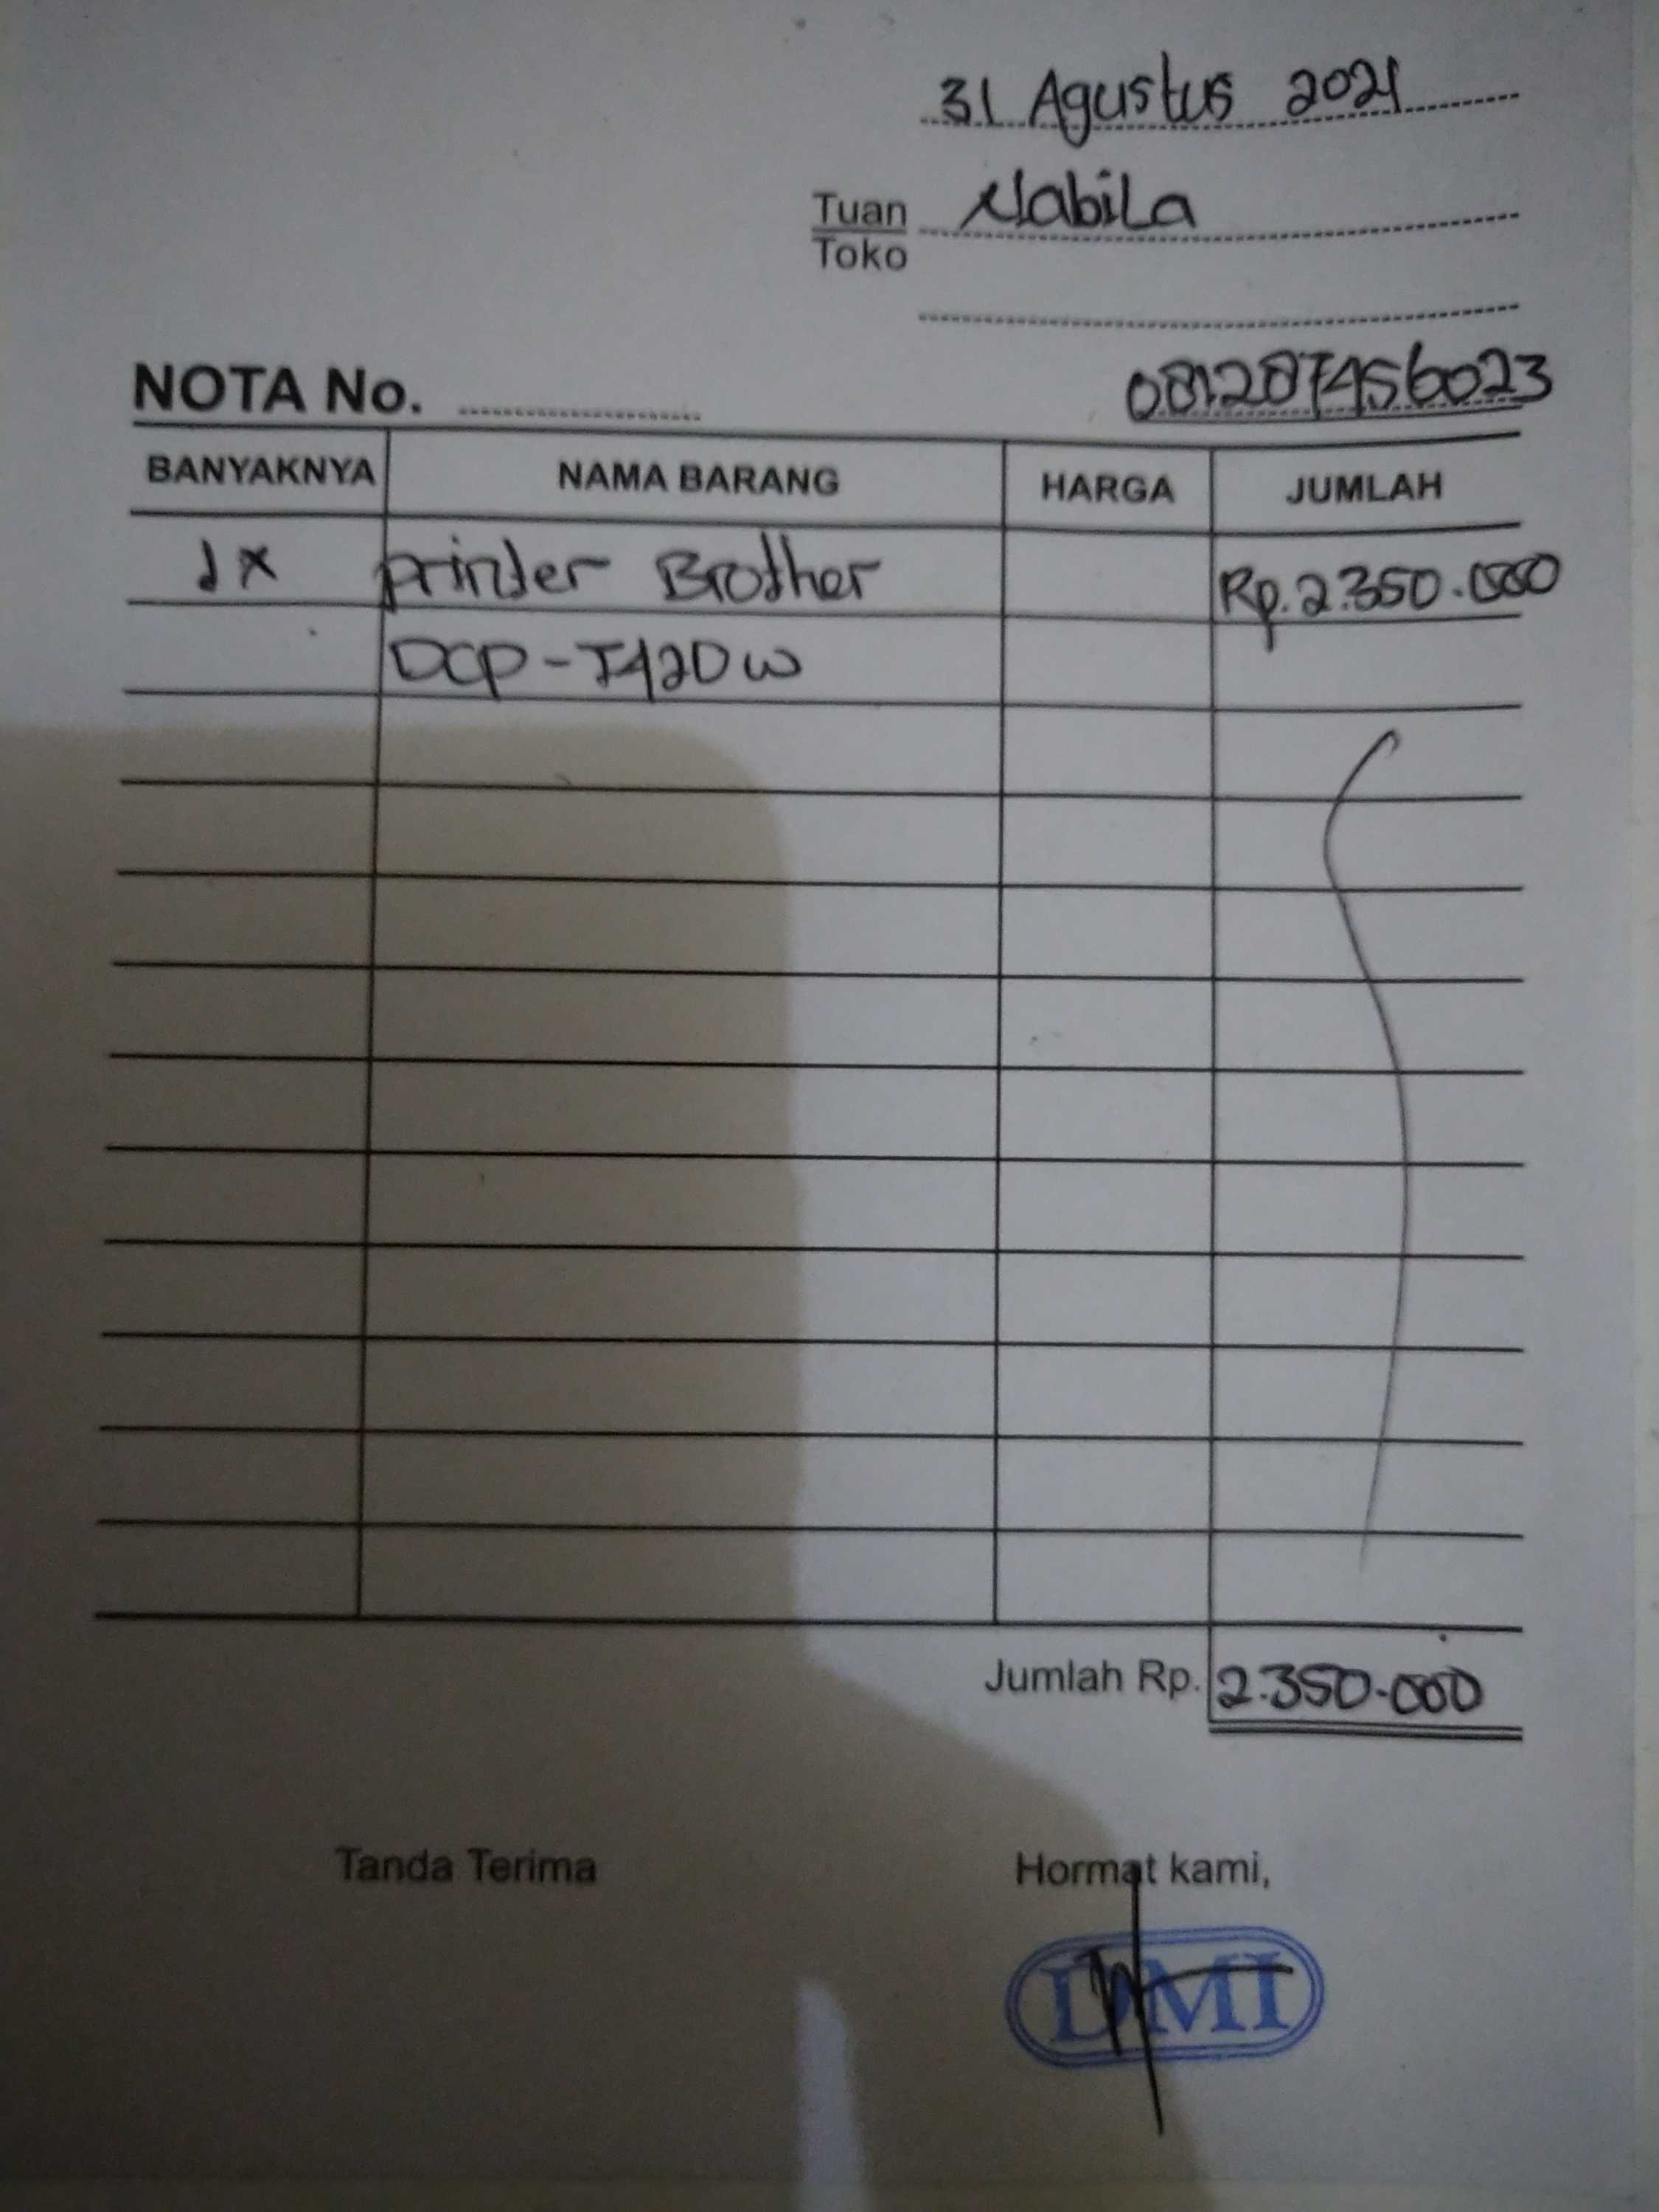 31 Agustus 2021
Tuan Nabila
Toko
NOTA No. 081287456023
BANYAKNYA NAMA BARANG HARGA JUMLAH
1x printer Brother Rp. 2.350.000
DCP-T420W
Jumlah Rp. 2.350.000
Tanda Terima Hormat kami,
DMI